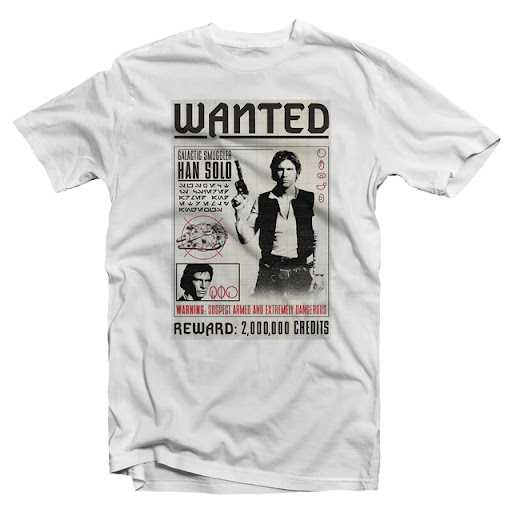 WANTED
GALACTIC SMUGGLER
HAN SOLO
WARNING: SUSPECT ARMED AND EXTREMELY DANGEROUS
REWARD: 2,000,000 CREDITS